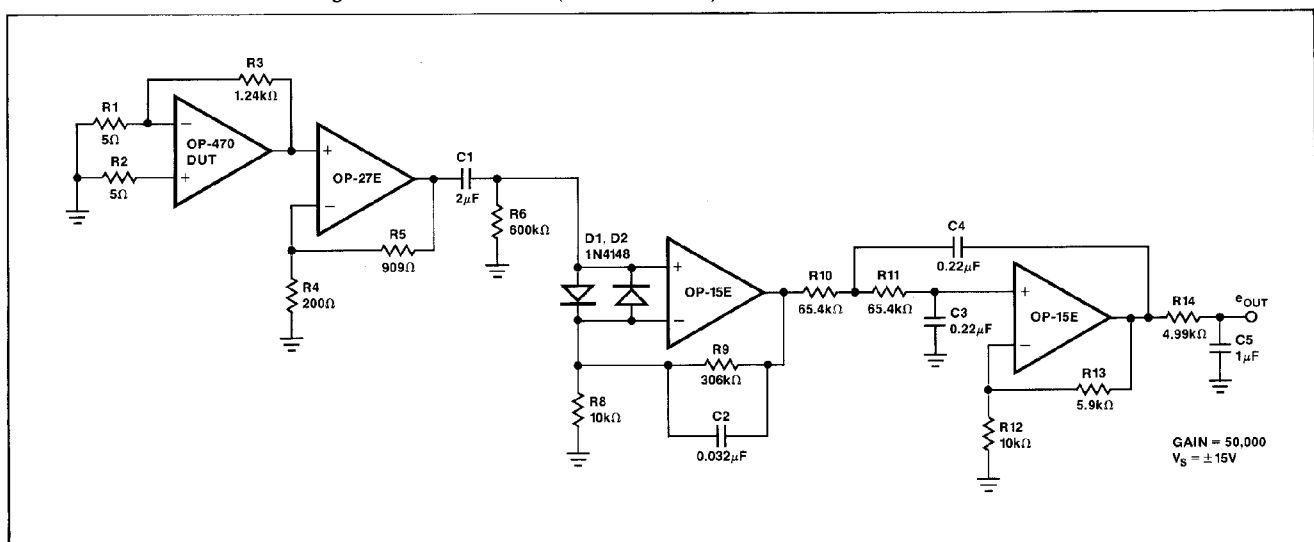 R3
1.24kΩ
R1
5Ω
R2
5Ω
−
+
OP-470
DUT
+
−
OP-27E
R5
909Ω
R4
200Ω
C1
2μF
R6
600kΩ
D1, D2
1N4148
+
−
OP-15E
R9
306kΩ
R8
10kΩ
C2
0.032μF
R10
65.4kΩ
R11
65.4kΩ
C4
0.22μF
C3
0.22μF
+
−
OP-15E
R13
5.9kΩ
R12
10kΩ
R14
4.99kΩ
eOUT
C5
1μF
GAIN = 50,000
VS = ±15V